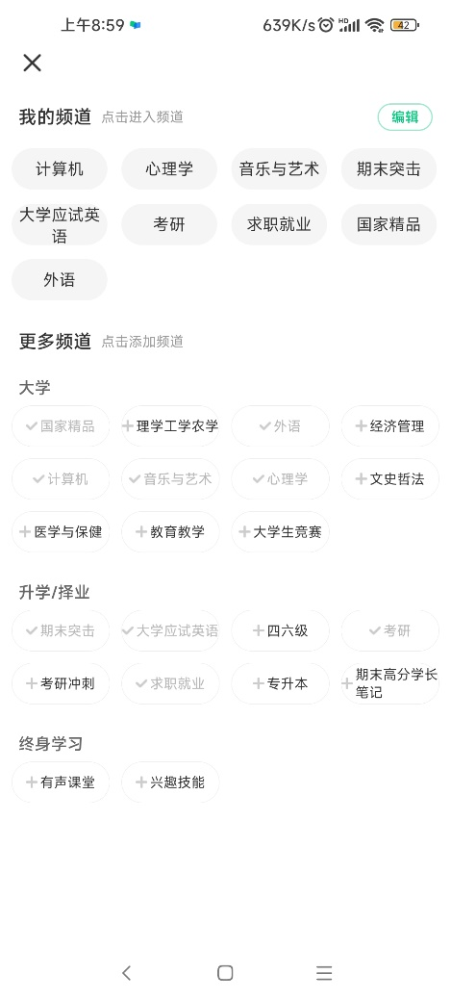 上午8:59 639K/s HD 42
我的频道 点击进入频道 编辑
计算机 心理学 音乐与艺术 期末突击
大学应试英
语
考研 求职就业 国家精品
外语
更多频道 点击添加频道
大学
国家精品 理学工学农学 外语 经济管理
计算机 音乐与艺术 心理学 文史哲法
医学与保健 教育教学 大学生竞赛
升学/择业
期末突击 大学应试英语 四六级 考研
考研冲刺 求职就业 专升本
期末高分学长
笔记
终身学习
有声课堂 兴趣技能